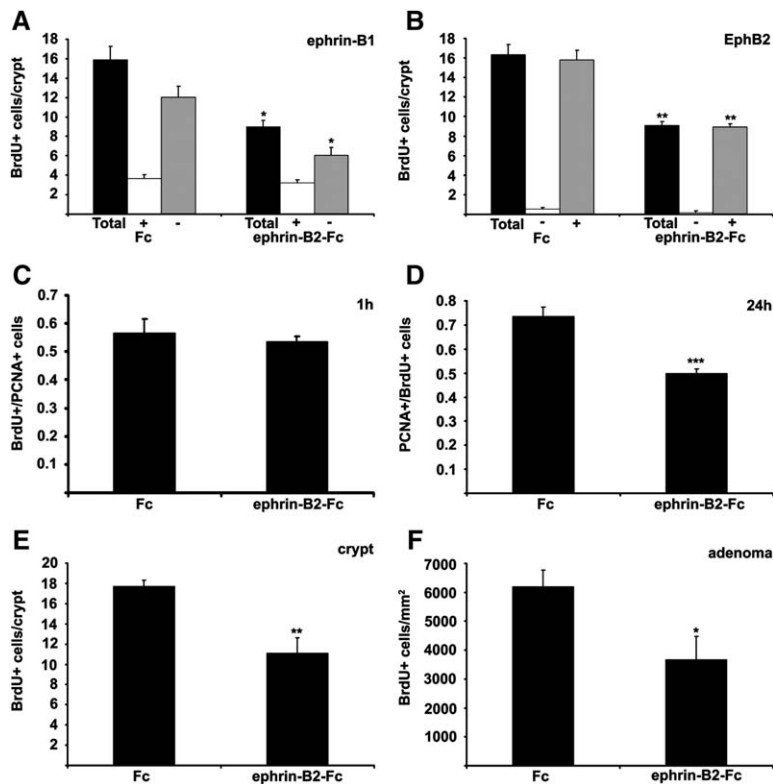 A
ephrin-B1
BrdU+ cells/crypt
18
16
14
12
10
8
6
4
2
*
*
Total + - Total + -
Fc ephrin-B2-Fc
B
EphB2
BrdU+ cells/crypt
18
16
14
12
10
8
6
4
2
**
**
Total - + Total - +
Fc ephrin-B2-Fc
C
1h
BrdU+/PCNA+ cells
0.7
0.6
0.5
0.4
0.3
0.2
0.1
Fc ephrin-B2-Fc
D
24h
PCNA+/BrdU+ cells
0.8
0.7
0.6
0.5
0.4
0.3
0.2
0.1
***
Fc ephrin-B2-Fc
E
crypt
BrdU+ cells/crypt
20
18
16
14
12
10
8
6
4
2
**
Fc ephrin-B2-Fc
F
adenoma
BrdU+ cells/mm²
7000
6000
5000
4000
3000
2000
1000
*
Fc ephrin-B2-Fc